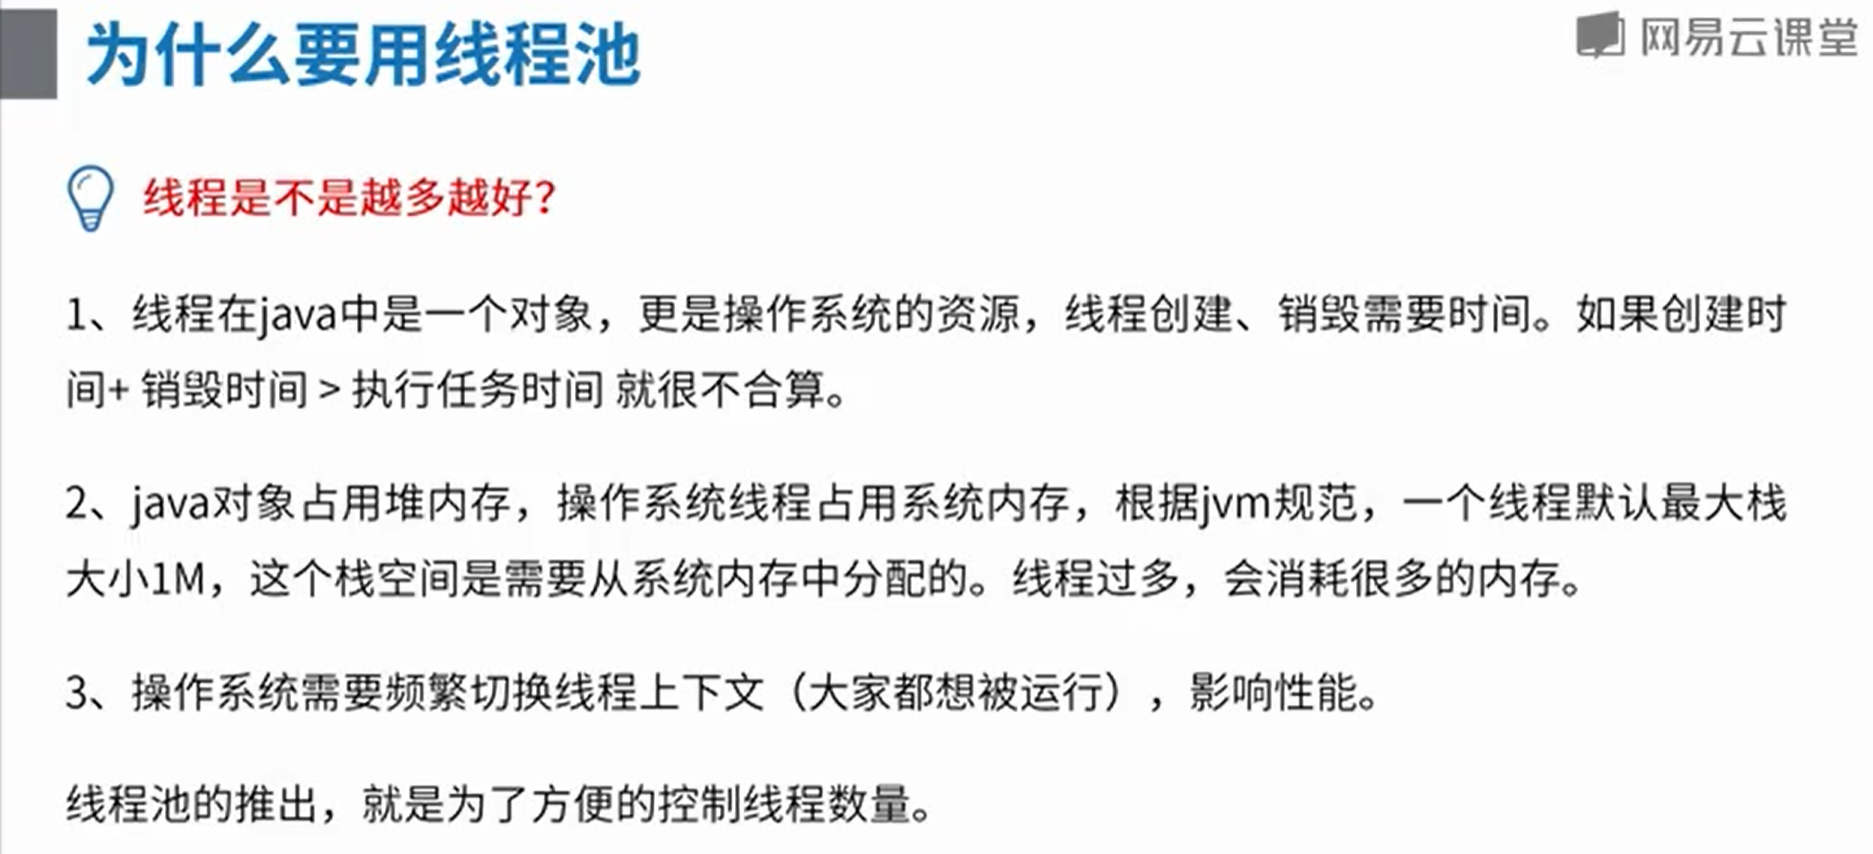 为什么要用线程池
网易云课堂
线程是不是越多越好？
1、线程在java中是一个对象，更是操作系统的资源，线程创建、销毁需要时间。如果创建时
间+ 销毁时间 > 执行任务时间 就很不合算。
2、java对象占用堆内存，操作系统线程占用系统内存，根据jvm规范，一个线程默认最大栈
大小1M，这个栈空间是需要从系统内存中分配的。线程过多，会消耗很多的内存。
3、操作系统需要频繁切换线程上下文（大家都想被运行），影响性能。
线程池的推出，就是为了方便的控制线程数量。